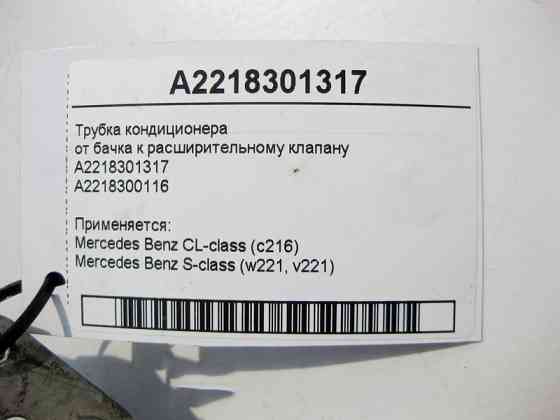 A2218301317
Трубка кондиционера
от бачка к расширительному клапану
A2218301317
A2218300116
Применяется:
Mercedes Benz CL-class (c216)
Mercedes Benz S-class (w221, v221)